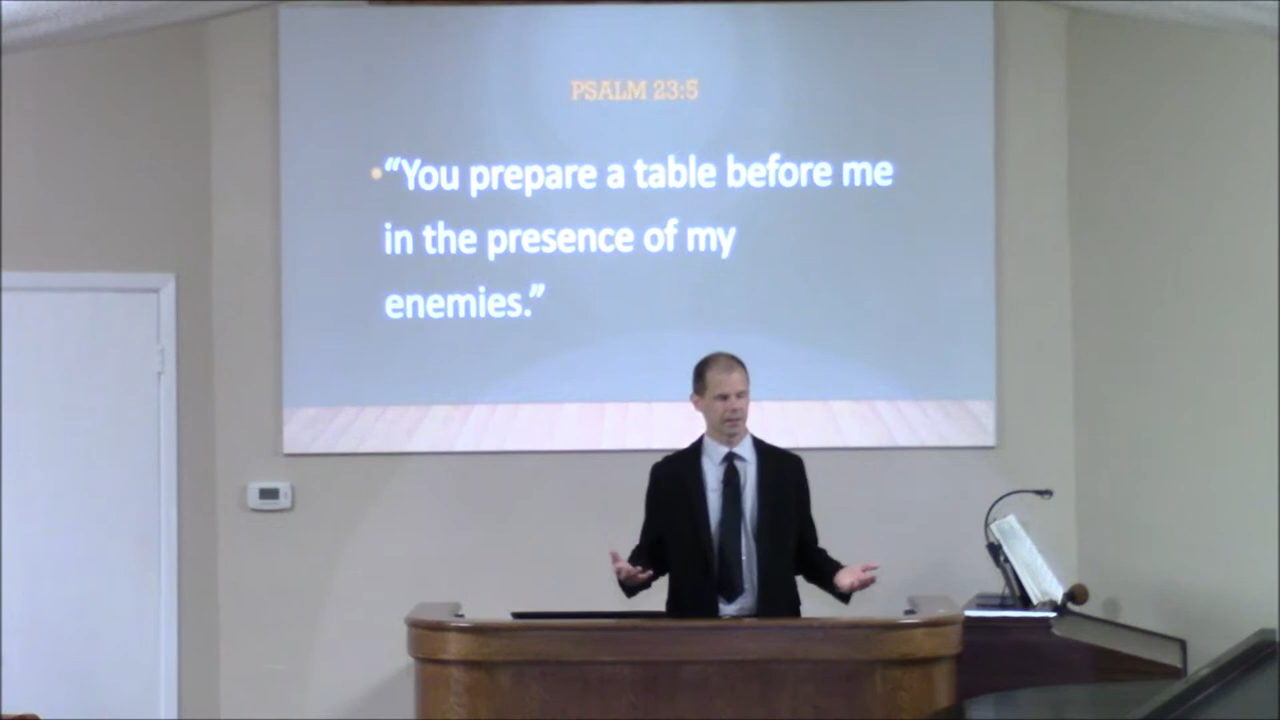 PSALM 23:5
•“You prepare a table before me
in the presence of my
enemies.”